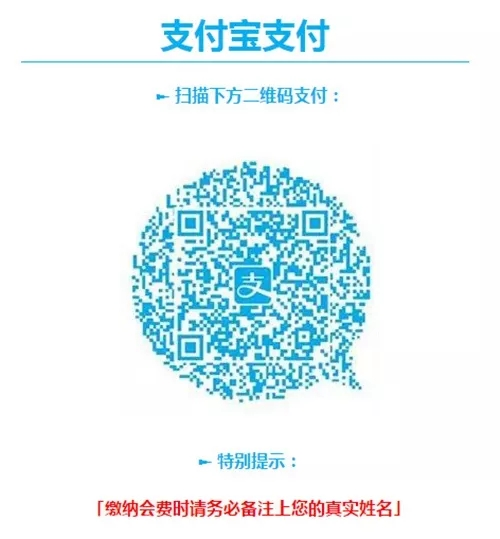 支付宝支付
► 扫描下方二维码支付：
支
► 特别提示：
「缴纳会费时请务必备注上您的真实姓名」